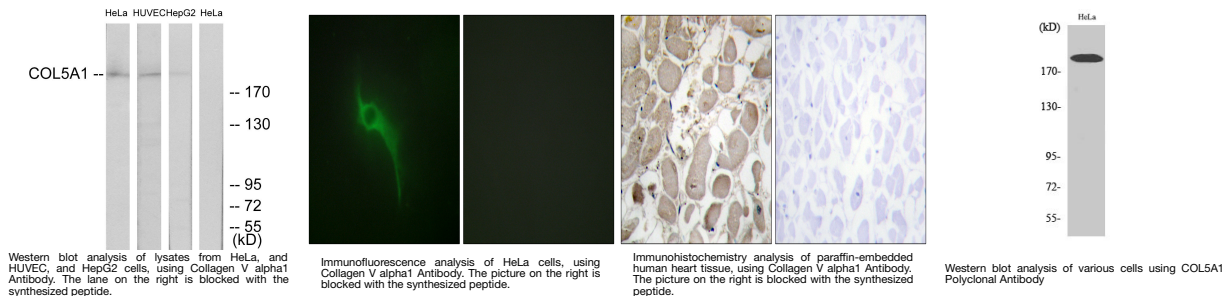 HeLa HUVECHepG2 HeLa
COL5A1 --
-- 170
-- 130
-- 95
-- 72
-- 55
(kD)
Western blot analysis of lysates from HeLa, and
HUVEC, and HepG2 cells, using Collagen V alpha1
Antibody. The lane on the right is blocked with the
synthesized peptide.
Immunofluorescence analysis of HeLa cells, using
Collagen V alpha1 Antibody. The picture on the right is
blocked with the synthesized peptide.
Immunohistochemistry analysis of paraffin-embedded
human heart tissue, using Collagen V alpha1 Antibody.
The picture on the right is blocked with the synthesized
peptide.
HeLa
(kD)
170-
130-
95-
72-
55-
Western blot analysis of various cells using COL5A1
Polyclonal Antibody